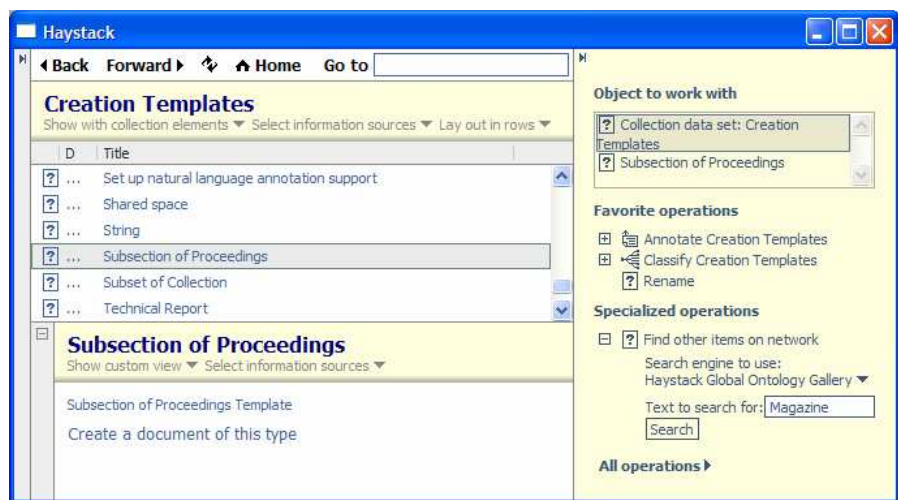 Haystack
Back Forward Home Go to
Creation Templates
Show with collection elements Select information sources Lay out in rows
D Title
? ... Set up natural language annotation support
? ... Shared space
? ... String
? ... Subsection of Proceedings
? ... Subset of Collection
? ... Technical Report
Subsection of Proceedings
Show custom view Select information sources
Subsection of Proceedings Template
Create a document of this type
Object to work with
? Collection data set: Creation
Templates
? Subsection of Proceedings
Favorite operations
Annotate Creation Templates
Classify Creation Templates
? Rename
Specialized operations
? Find other items on network
Search engine to use:
Haystack Global Ontology Gallery
Text to search for: Magazine
Search
All operations